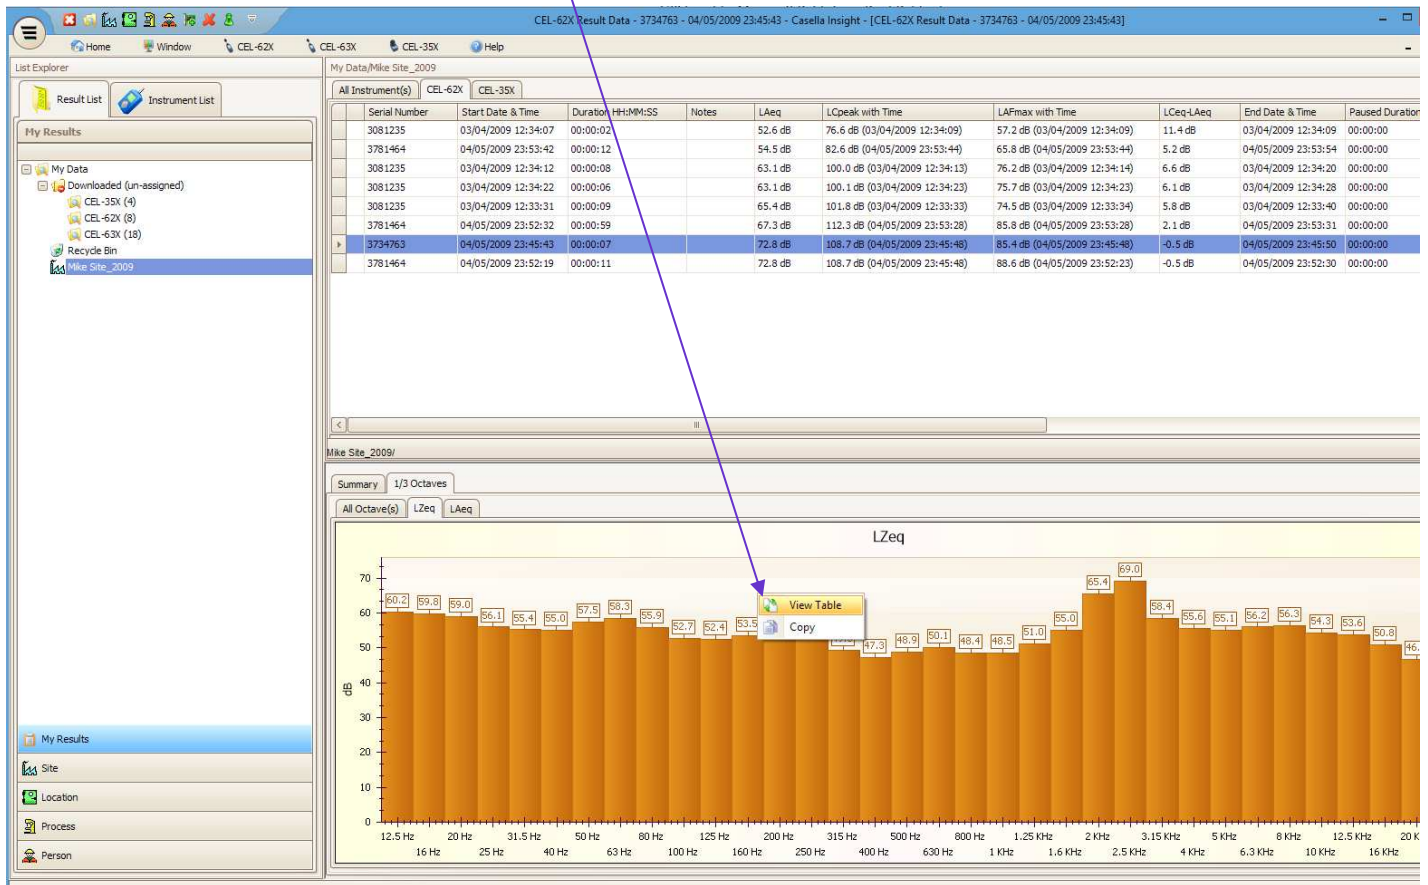 CEL-62X Result Data - 3734763 - 04/05/2009 23:45:43 - Casella Insight - [CEL-62X Result Data - 3734763 - 04/05/2009 23:45:43]
Home Window CEL-62X CEL-63X CEL-35X Help
List Explorer
Result List Instrument List
My Results
My Data
Downloaded (un-assigned)
CEL-35X (4)
CEL-62X (8)
CEL-63X (18)
Recycle Bin
Mike Site_2009
My Results
Site
Location
Process
Person
My Data/Mike Site_2009
All Instrument(s) CEL-62X CEL-35X
Serial Number Start Date & Time Duration HH:MM:SS Notes LAeq LCpeak with Time LAFmax with Time LCeq-LAeq End Date & Time Paused Duration
3081235 03/04/2009 12:34:07 00:00:02 52.6 dB 76.6 dB (03/04/2009 12:34:09) 57.2 dB (03/04/2009 12:34:09) 11.4 dB 03/04/2009 12:34:09 00:00:00
3781464 04/05/2009 23:53:42 00:00:12 54.5 dB 82.6 dB (04/05/2009 23:53:44) 65.8 dB (04/05/2009 23:53:44) 5.2 dB 04/05/2009 23:53:54 00:00:00
3081235 03/04/2009 12:34:12 00:00:08 63.1 dB 100.0 dB (03/04/2009 12:34:13) 76.2 dB (03/04/2009 12:34:14) 6.6 dB 03/04/2009 12:34:20 00:00:00
3081235 03/04/2009 12:34:22 00:00:06 63.1 dB 100.1 dB (03/04/2009 12:34:23) 75.7 dB (03/04/2009 12:34:23) 6.1 dB 03/04/2009 12:34:28 00:00:00
3081235 03/04/2009 12:33:31 00:00:09 65.4 dB 101.8 dB (03/04/2009 12:33:33) 74.5 dB (03/04/2009 12:33:34) 5.8 dB 03/04/2009 12:33:40 00:00:00
3781464 04/05/2009 23:52:32 00:00:59 67.3 dB 112.3 dB (04/05/2009 23:53:28) 85.8 dB (04/05/2009 23:53:28) 2.1 dB 04/05/2009 23:53:31 00:00:00
3734763 04/05/2009 23:45:43 00:00:07 72.8 dB 108.7 dB (04/05/2009 23:45:48) 85.4 dB (04/05/2009 23:45:48) -0.5 dB 04/05/2009 23:45:50 00:00:00
3781464 04/05/2009 23:52:19 00:00:11 72.8 dB 108.7 dB (04/05/2009 23:45:48) 88.6 dB (04/05/2009 23:52:23) -0.5 dB 04/05/2009 23:52:30 00:00:00
Mike Site_2009/
Summary 1/3 Octaves
All Octave(s) LZeq LAeq
LZeq
dB
70
60
50
40
30
20
10
0
60.2 59.8 59.0 56.1 55.4 55.0 57.5 58.3 55.9 52.7 52.4 53.5 47.3 48.9 50.1 48.4 48.5 51.0 55.0 65.4 69.0 58.4 55.6 55.1 56.2 56.3 54.3 53.6 50.8 46.
View Table
Copy
12.5 Hz 20 Hz 31.5 Hz 50 Hz 80 Hz 125 Hz 200 Hz 315 Hz 500 Hz 800 Hz 1.25 KHz 2 KHz 3.15 KHz 5 KHz 8 KHz 12.5 KHz 20 K
16 Hz 25 Hz 40 Hz 63 Hz 100 Hz 160 Hz 250 Hz 400 Hz 630 Hz 1 KHz 1.6 KHz 2.5 KHz 4 KHz 6.3 KHz 10 KHz 16 KHz